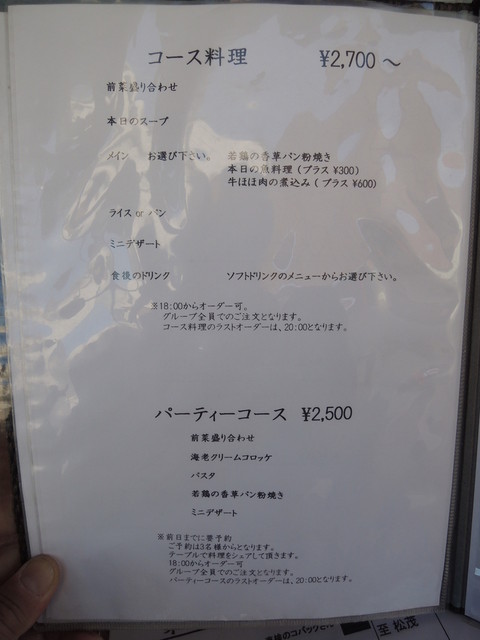 コース料理 ¥2,700 ～
前菜盛り合わせ
本日のスープ
メイン お選び下さい。 若鶏の香草パン粉焼き
本日の魚料理（プラス ¥300）
牛ほほ肉の煮込み（プラス ¥600）
ライス or パン
ミニデザート
食後のドリンク ソフトドリンクのメニューからお選び下さい。
※18:00からオーダー可。
グループ全員でのご注文となります。
コース料理のラストオーダーは、20:00となります。
パーティーコース ¥2,500
前菜盛り合わせ
海老クリームコロッケ
パスタ
若鶏の香草パン粉焼き
ミニデザート
※前日までに要予約
ご予約は3名様からとなります。
テーブルで料理をシェアして頂きます。
18:00からオーダー可
グループ全員でのご注文となります。
パーティーコースのラストオーダーは、20:00となります。
至 松茂